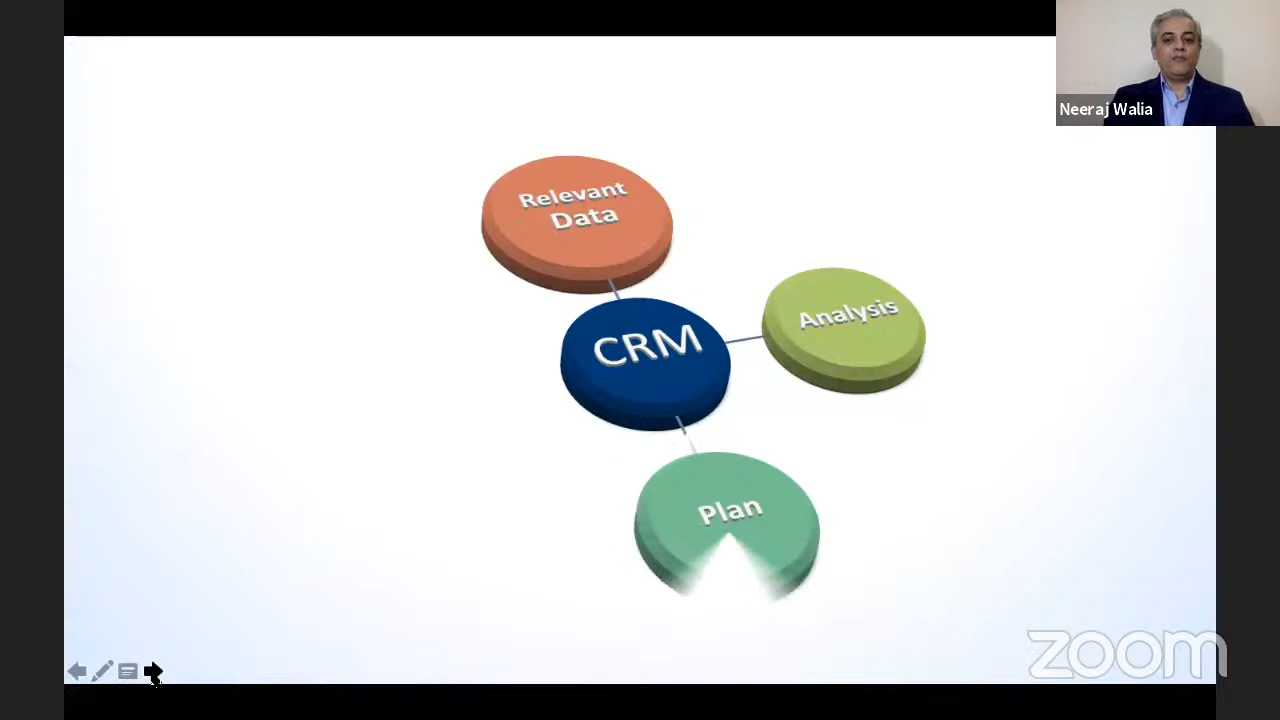 Neeraj Walia
Relevant
Data
Analysis
CRM
Plan
zoom